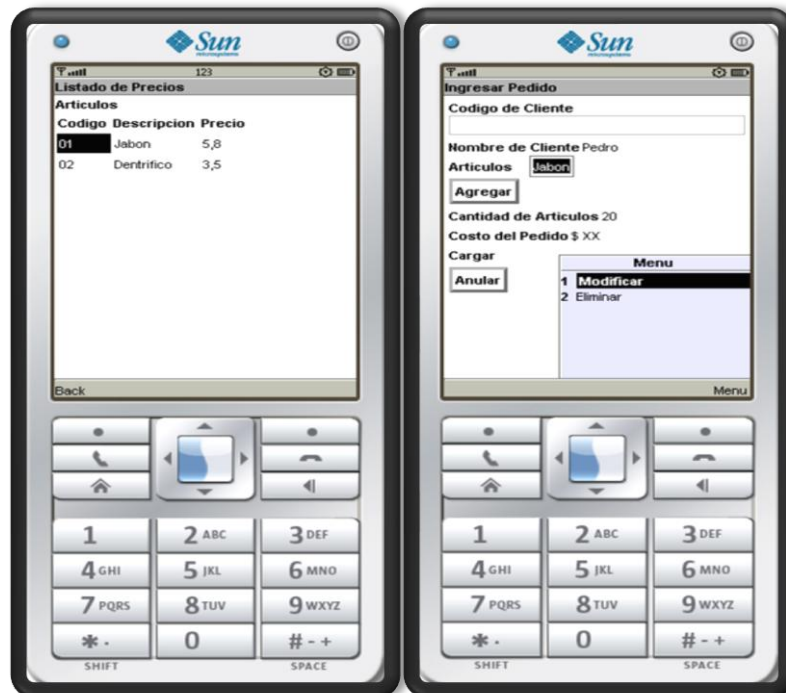 Sun
microsystems
123
Listado de Precios
Articulos
Codigo Descripcion Precio
01 Jabon 5,8
02 Dentrifico 3,5
Back
1 2 ABC 3 DEF
4 GHI 5 JKL 6 MNO
7 PQRS 8 TUV 9 WXYZ
* . 0 # - +
SHIFT SPACE
Sun
microsystems
Ingresar Pedido
Codigo de Cliente
Nombre de Cliente Pedro
Articulos Jabon
Agregar
Cantidad de Articulos 20
Costo del Pedido $ XX
Cargar
Anular
Menu
1 Modificar
2 Eliminar
Menu
1 2 ABC 3 DEF
4 GHI 5 JKL 6 MNO
7 PQRS 8 TUV 9 WXYZ
* . 0 # - +
SHIFT SPACE